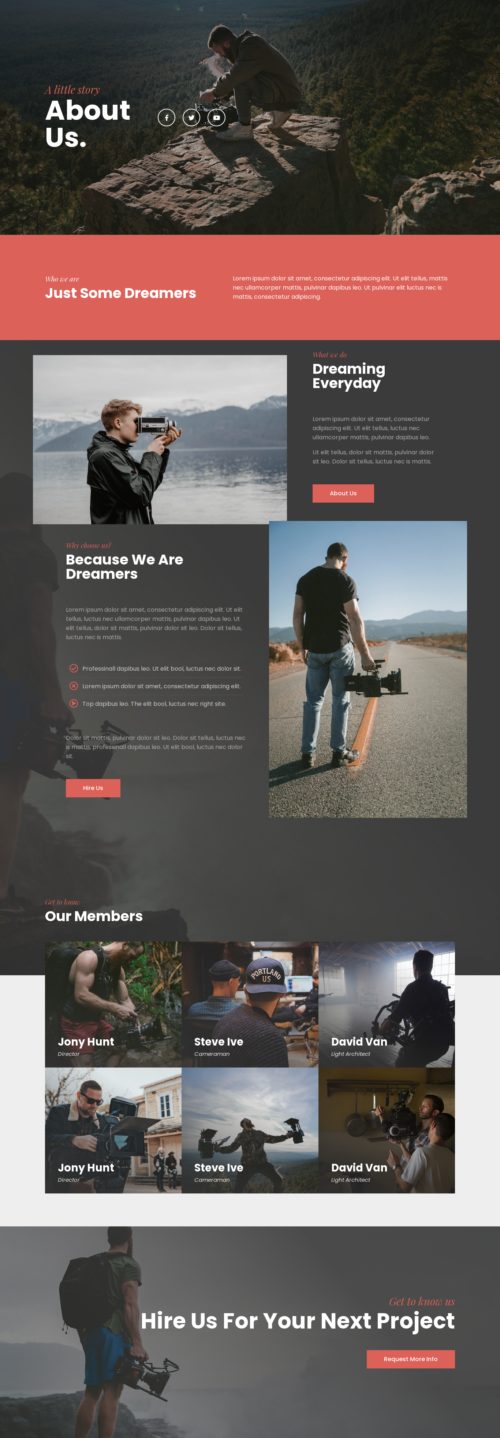 A little story
About
Us.
Who we are
Just Some Dreamers
Lorem ipsum dolor sit amet, consectetur adipiscing elit. Ut elit tellus, mattis
nec ullamcorper mattis, pulvinar dapibus leo. Ut pulvinar elit luctus nec is
mattis, consectetur adipiscing.
What we do
Dreaming
Everyday
Lorem ipsum dolor sit amet, consectetur
adipiscing elit. Ut elit tellus, luctus nec
ullamcorper mattis, pulvinar dapibus leo.
Ut elit tellus, dolor sit mattis, pulvinar dolor
sit leo. Dolor sit tellus, luctus nec is mattis.
About Us
Why choose us?
Because We Are
Dreamers
Lorem ipsum dolor sit amet, consectetur adipiscing elit. Ut elit
tellus, luctus nec ullamcorper mattis, pulvinar dapibus leo. Ut
elit tellus, dolor sit mattis, pulvinar dolor sit leo. Dolor sit tellus,
luctus nec is mattis.
Professinall dapibus leo. Ut elit bool, luctus nec dolor sit.
Lorem ipsum dolor sit amet, consectetur adipiscing elit.
Top dapibus leo. The elit bool, luctus nec right site.
Dolor sit mattis, pulvinar dolor sit leo. Dolor sit tellus, luctus nec
is mattis, professinall dapibus leo. Ut elit bool, luctus nec dolor
sit.
Hire Us
Get to know
Our Members
PORTLAND
US
Jony Hunt
Director
Steve Ive
Cameraman
David Van
Light Architect
Jony Hunt
Director
Steve Ive
Cameraman
David Van
Light Architect
Get to know us
Hire Us For Your Next Project
Request More Info